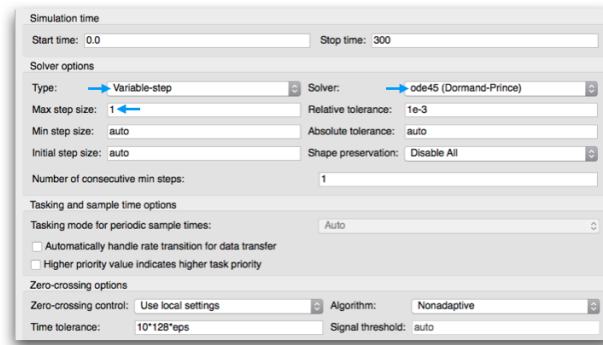 Simulation time
Start time: 0.0 Stop time: 300
Solver options
Type: Variable-step Solver: ode45 (Dormand-Prince)
Max step size: 1 Relative tolerance: 1e-3
Min step size: auto Absolute tolerance: auto
Initial step size: auto Shape preservation: Disable All
Number of consecutive min steps: 1
Tasking and sample time options
Tasking mode for periodic sample times: Auto
Automatically handle rate transition for data transfer
Higher priority value indicates higher task priority
Zero-crossing options
Zero-crossing control: Use local settings Algorithm: Nonadaptive
Time tolerance: 10*128*eps Signal threshold: auto